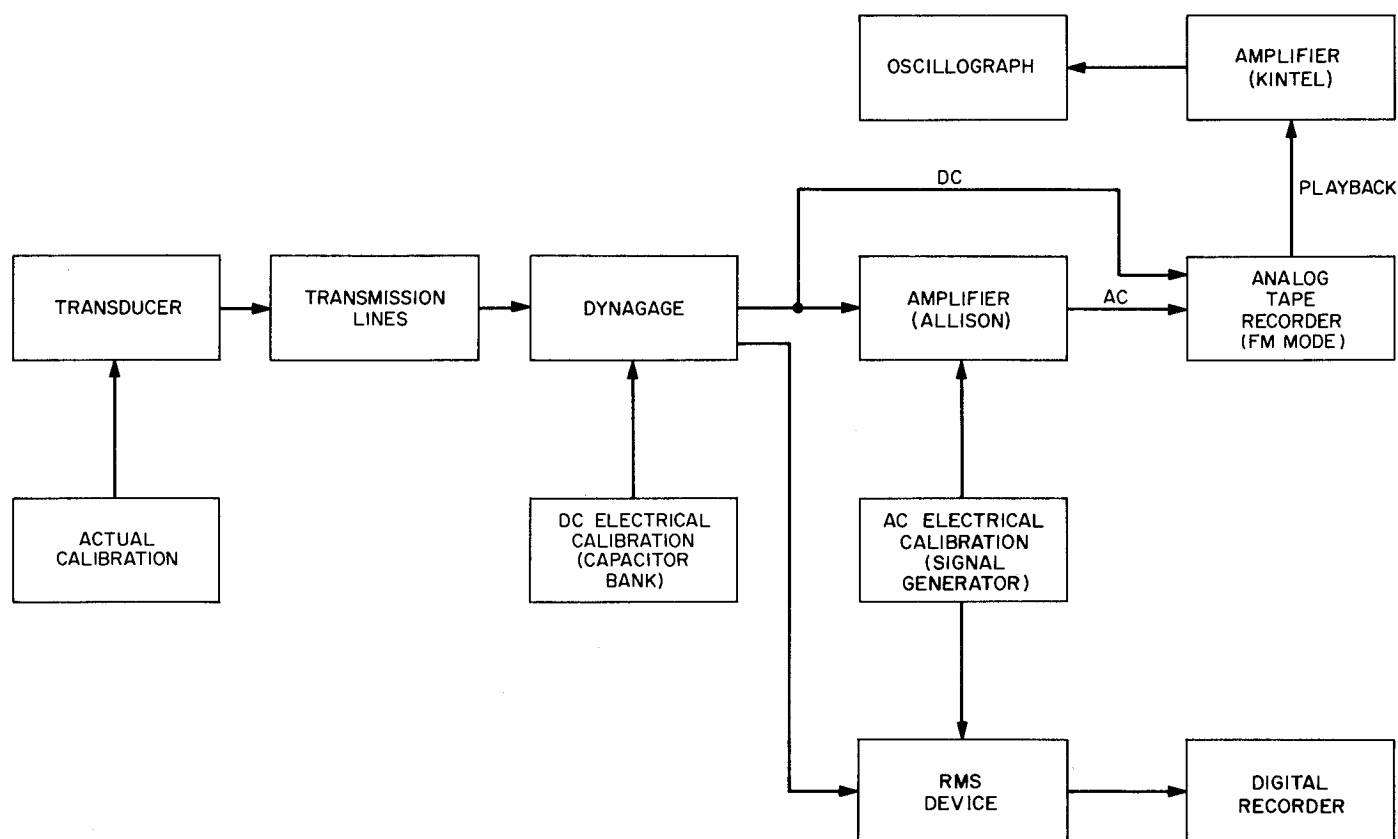 OSCILLOGRAPH
AMPLIFIER
(KINTEL)
DC
PLAYBACK
TRANSDUCER
TRANSMISSION
LINES
DYNAGAGE
AMPLIFIER
(ALLISON)
AC
ANALOG
TAPE
RECORDER
(FM MODE)
ACTUAL
CALIBRATION
DC ELECTRICAL
CALIBRATION
(CAPACITOR
BANK)
AC ELECTRICAL
CALIBRATION
(SIGNAL
GENERATOR)
RMS
DEVICE
DIGITAL
RECORDER